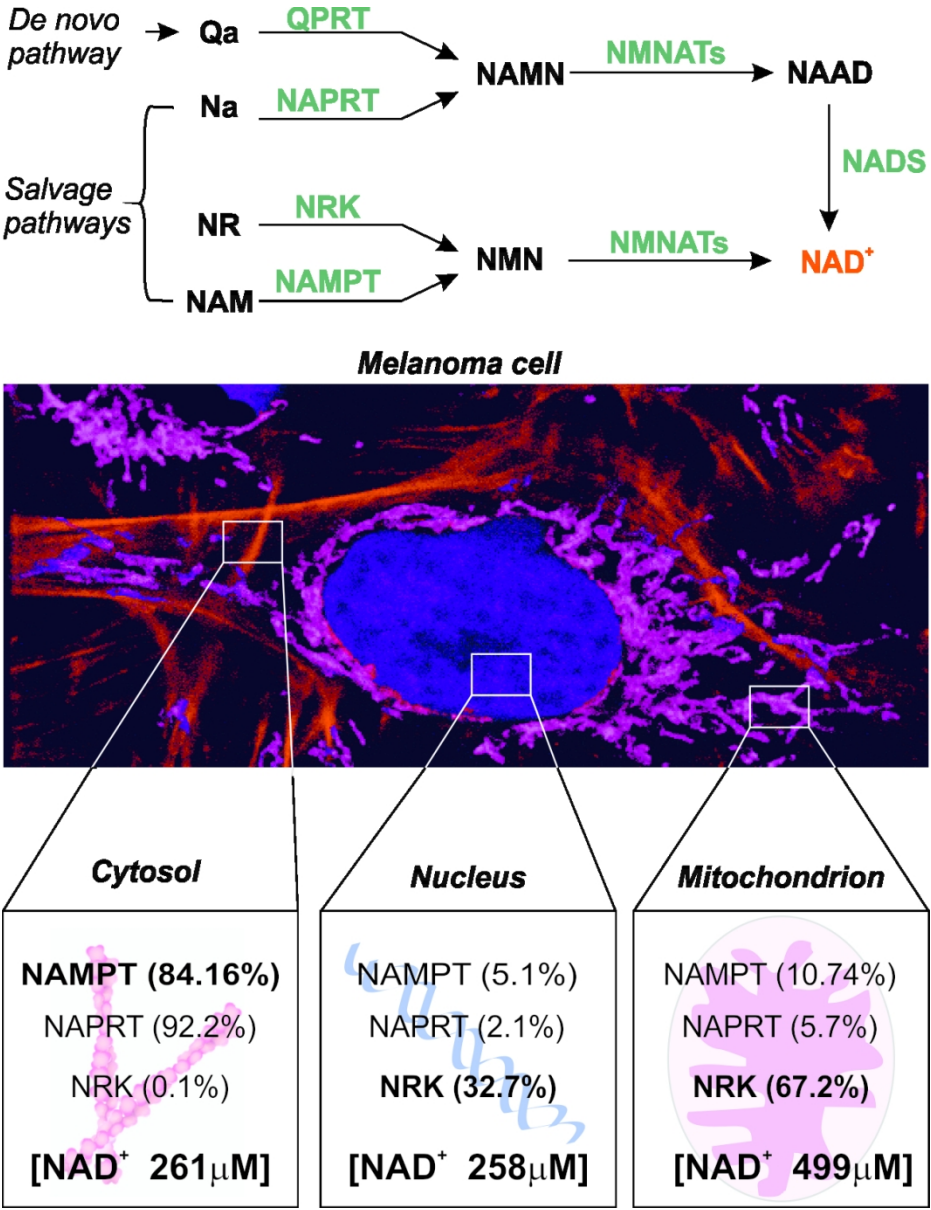 De novo pathway
Qa
QPRT
NAMN
NMNATs
NAAD
Na
NAPRT
NADS
Salvage pathways
NR
NRK
NMN
NMNATs
NAD⁺
NAM
NAMPT
Melanoma cell
Cytosol
NAMPT (84.16%)
NAPRT (92.2%)
NRK (0.1%)
[NAD⁺ 261μM]
Nucleus
NAMPT (5.1%)
NAPRT (2.1%)
NRK (32.7%)
[NAD⁺ 258μM]
Mitochondrion
NAMPT (10.74%)
NAPRT (5.7%)
NRK (67.2%)
[NAD⁺ 499μM]